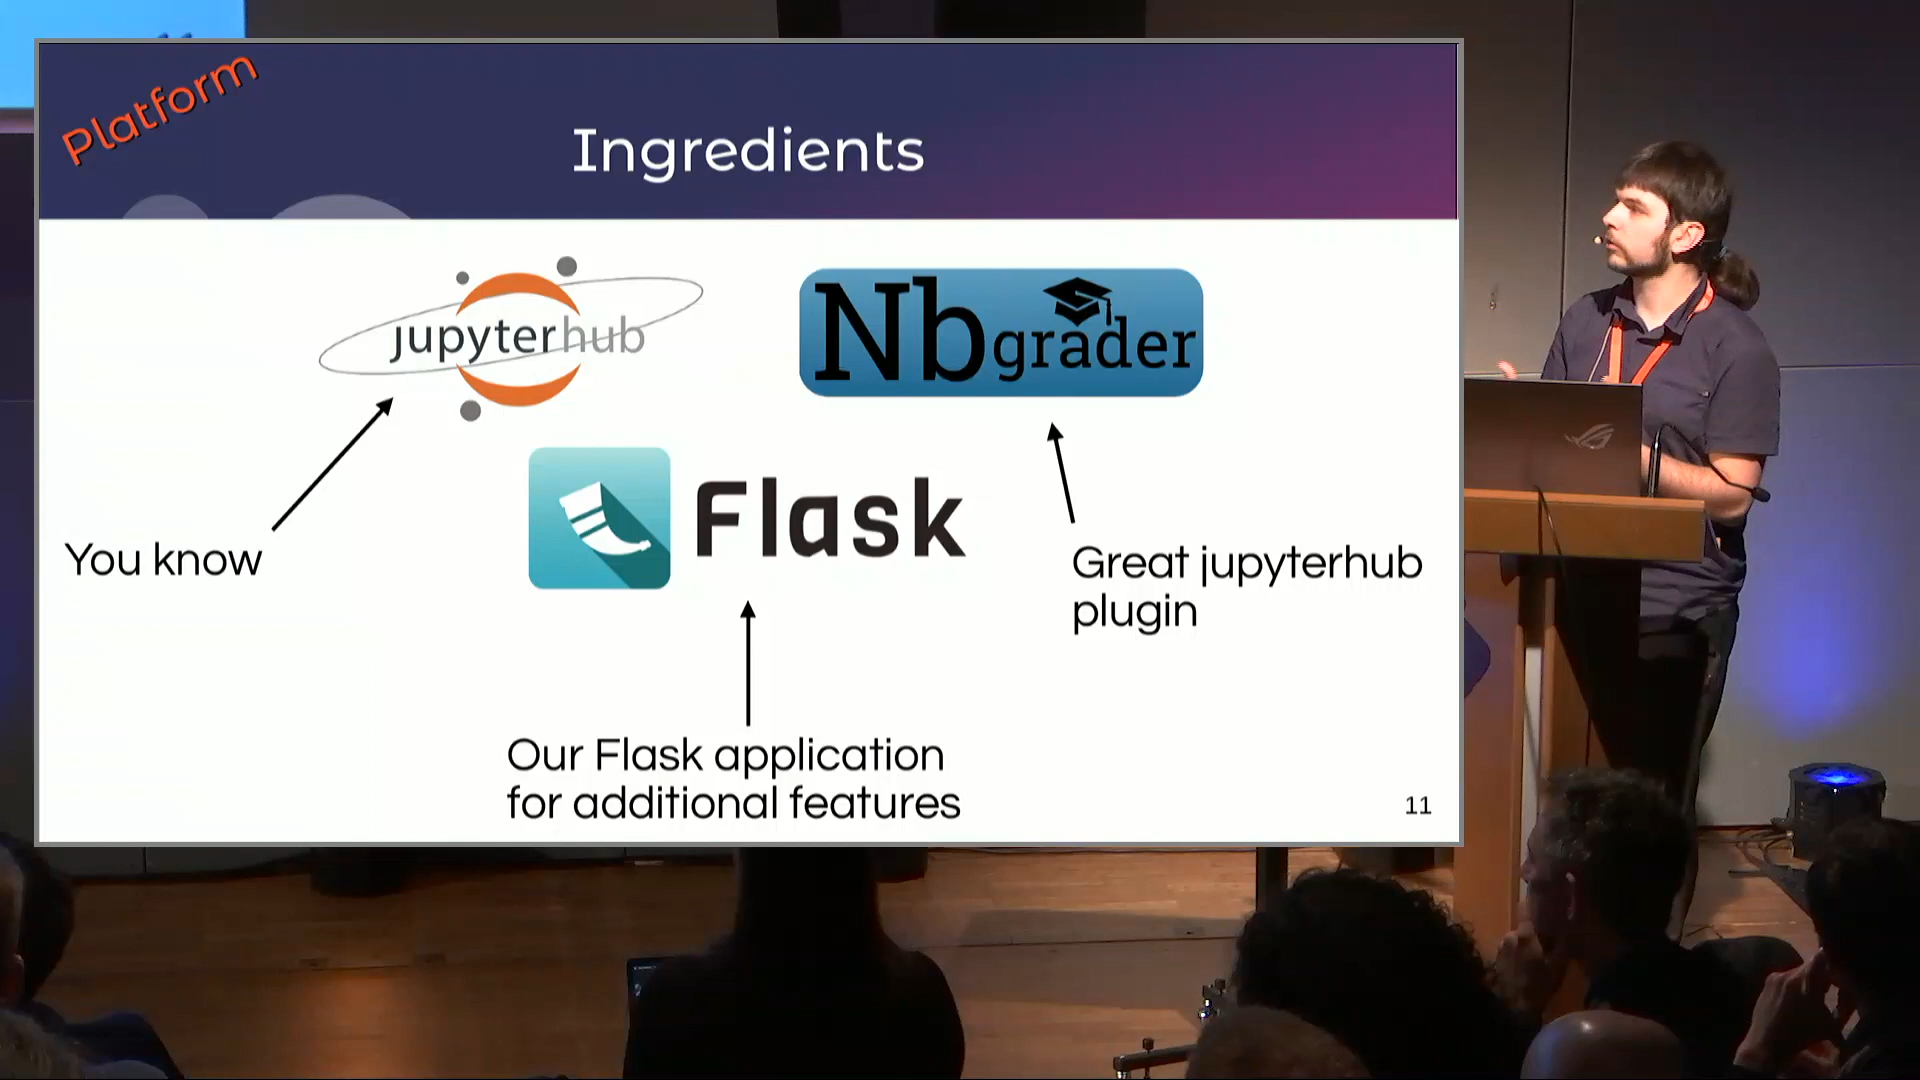 Platform
Ingredients
jupyterhub
Nbgrader
Flask
You know
Great jupyterhub
plugin
Our Flask application
for additional features
11